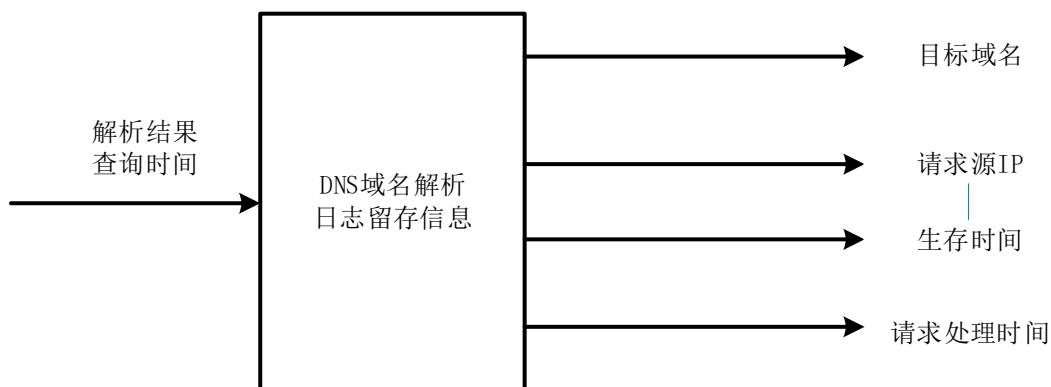 解析结果
查询时间
DNS域名解析
日志留存信息
目标域名
请求源IP
生存时间
请求处理时间